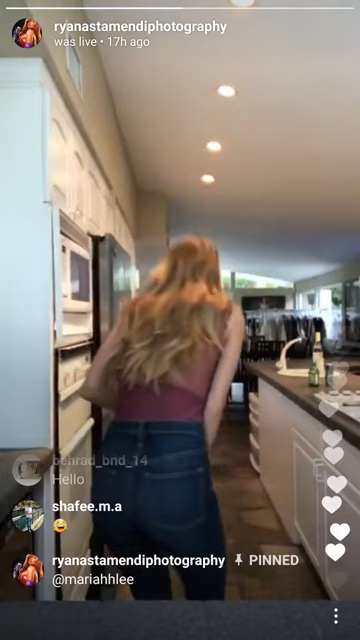 ryanastamendiphotography
was live • 17h ago
behrad_bnd_14
Hello
shafee.m.a
😅
ryanastamendiphotography PINNED
@mariahhlee